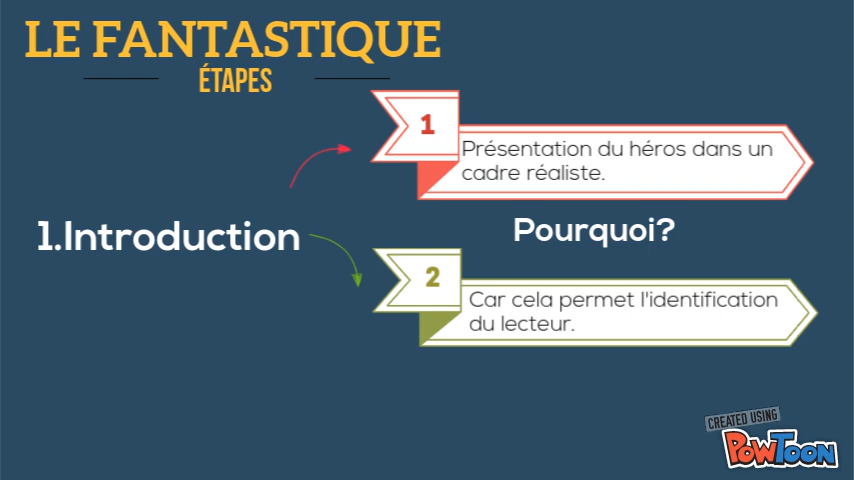 LE FANTASTIQUE
ÉTAPES
1
Présentation du héros dans un
cadre réaliste.
1.Introduction
Pourquoi?
2
Car cela permet l'identification
du lecteur.
CREATED USING
POWTOON